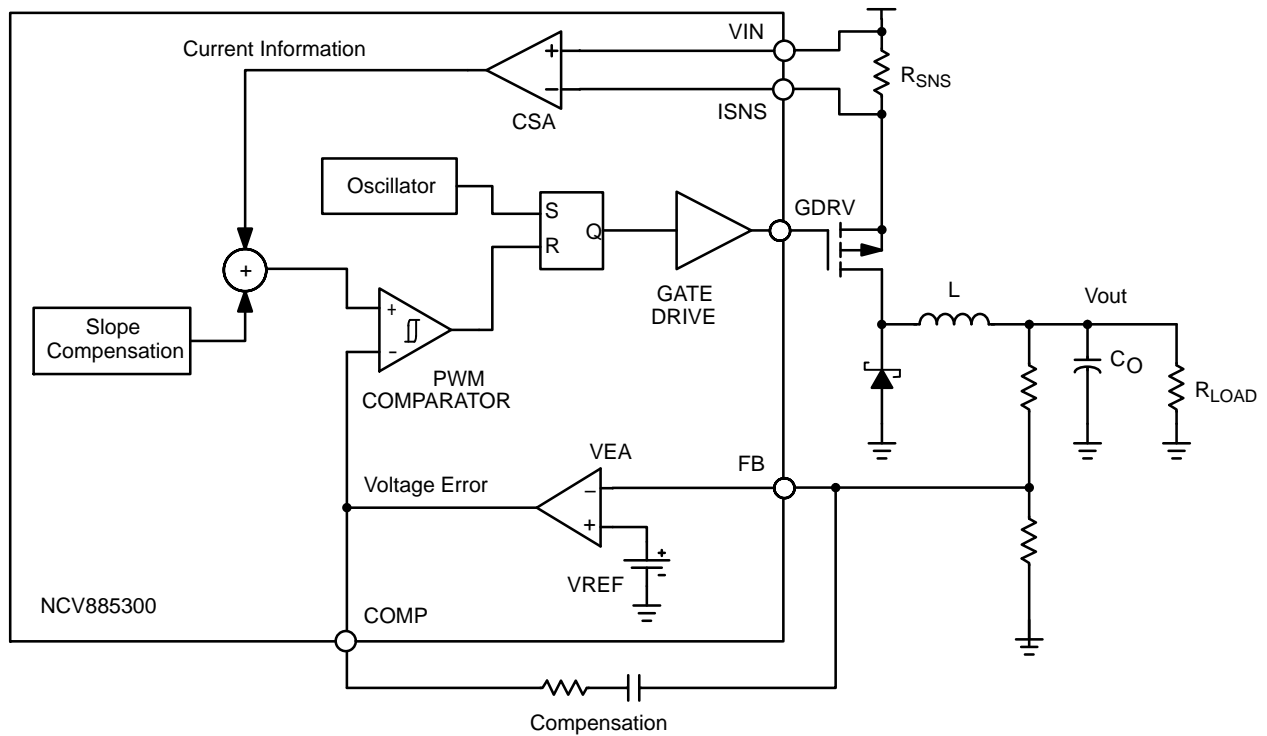 VIN
Current Information
+
−
RSNS
CSA
ISNS
Oscillator
S
R
Q
GDRV
+
GATE
DRIVE
L
Vout
Slope
Compensation
+
−
PWM
COMPARATOR
CO
RLOAD
VEA
FB
Voltage Error
−
+
VREF
+
-
NCV885300
COMP
Compensation